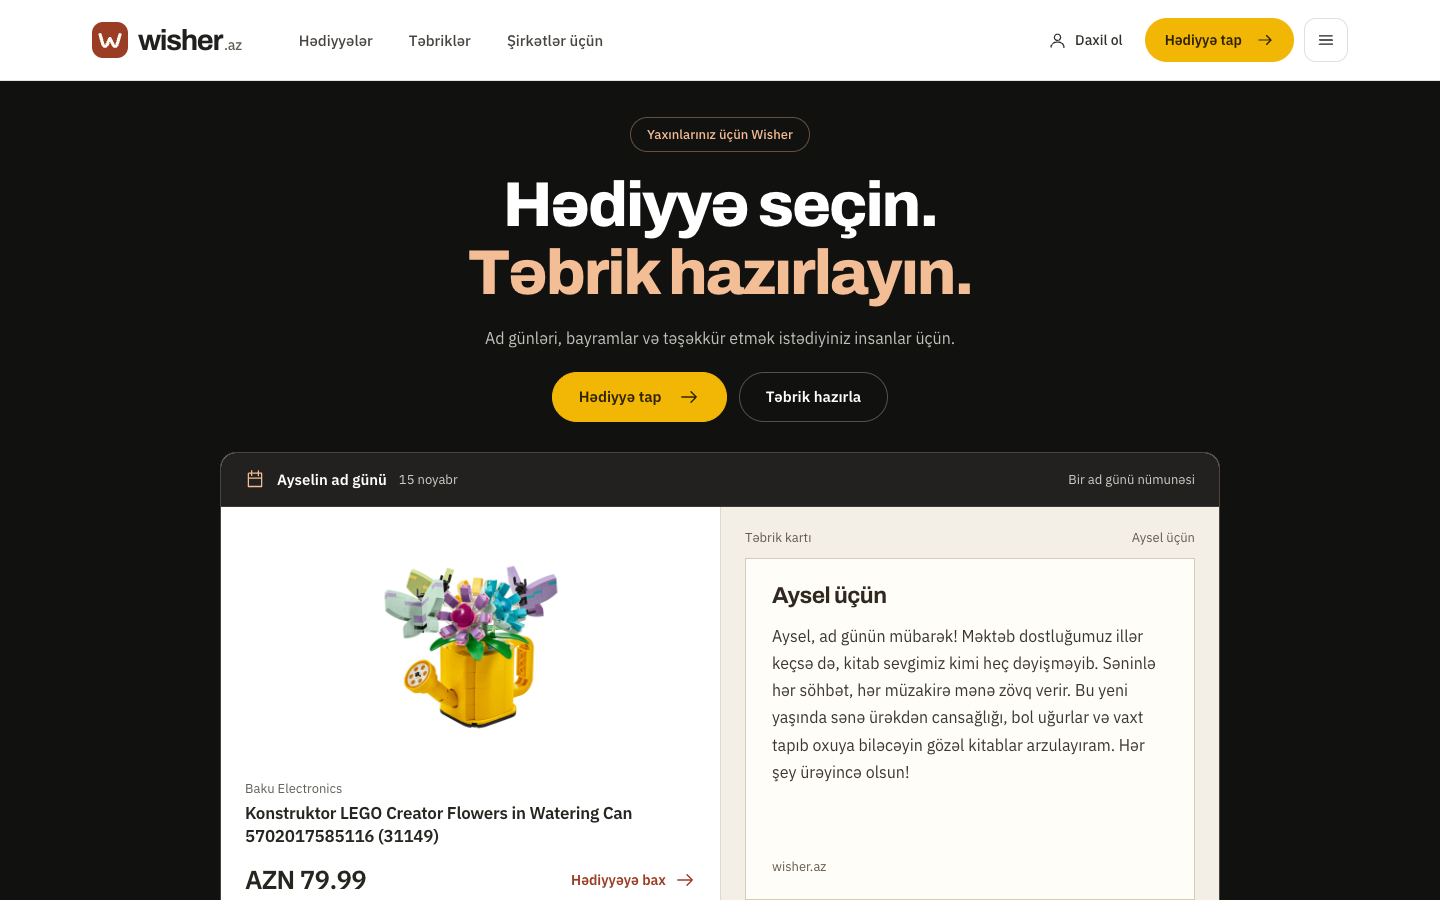 wisher.az
Hədiyyələr
Təbriklər
Şirkətlər üçün
Daxil ol
Hədiyyə tap
Yaxınlarınız üçün Wisher
Hədiyyə seçin.
Təbrik hazırlayın.
Ad günləri, bayramlar və təşəkkür etmək istədiyiniz insanlar üçün.
Hədiyyə tap
Təbrik hazırla
Ayselin ad günü 15 noyabr
Bir ad günü nümunəsi
Baku Electronics
Konstruktor LEGO Creator Flowers in Watering Can
5702017585116 (31149)
AZN 79.99
Hədiyyəyə bax
Təbrik kartı
Aysel üçün
Aysel üçün
Aysel, ad günün mübarək! Məktəb dostluğumuz illər
keçsə də, kitab sevgimiz kimi heç dəyişməyib. Səninlə
hər söhbət, hər müzakirə mənə zövq verir. Bu yeni
yaşında sənə ürəkdən cansağlığı, bol uğurlar və vaxt
tapıb oxuya biləcəyin gözəl kitablar arzulayıram. Hər
şey ürəyincə olsun!
wisher.az